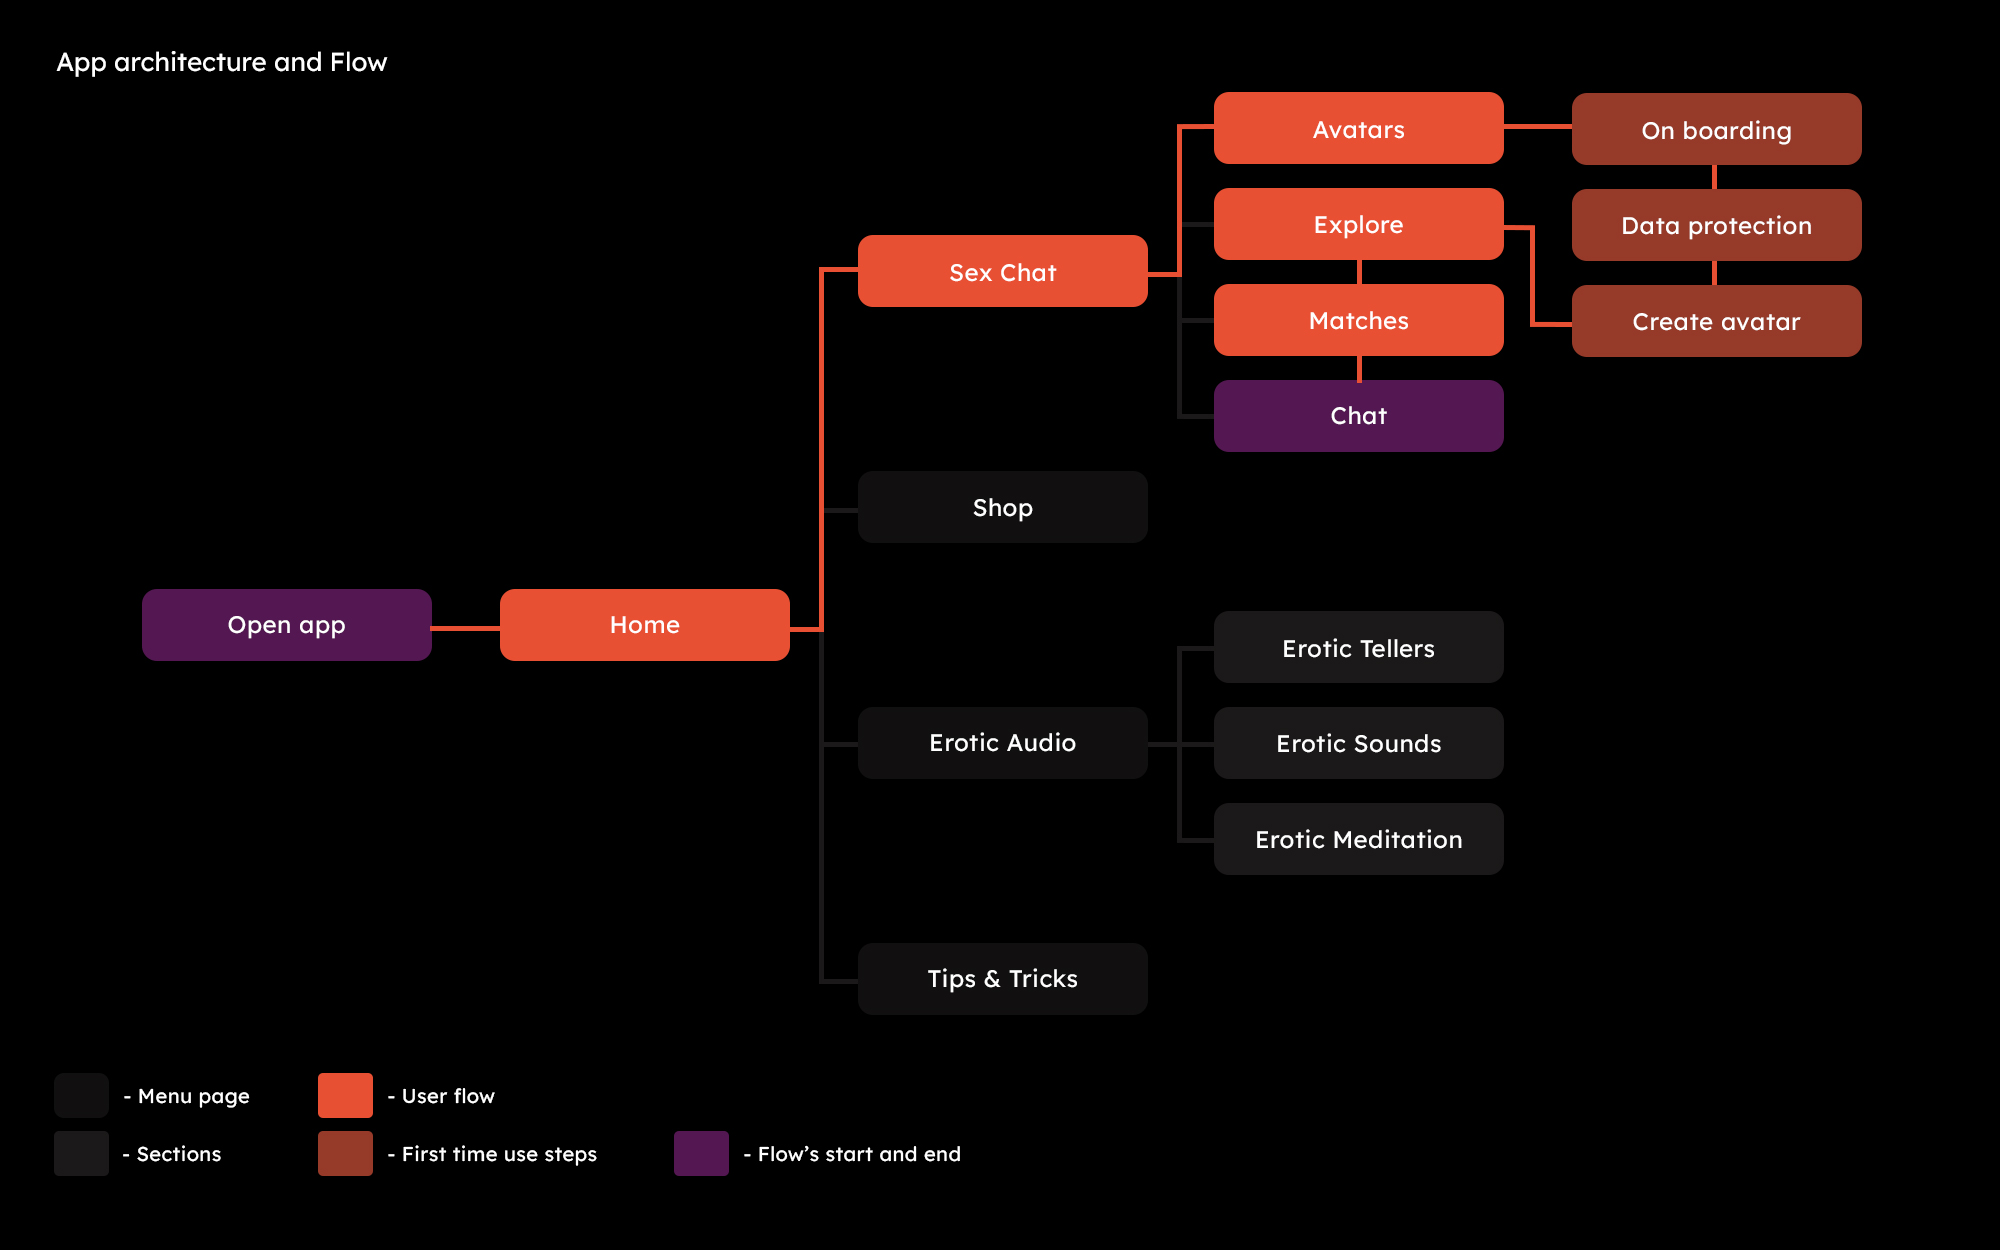 App architecture and Flow
Avatars
On boarding
Explore
Data protection
Sex Chat
Matches
Create avatar
Chat
Shop
Open app
Home
Erotic Tellers
Erotic Audio
Erotic Sounds
Erotic Meditation
Tips & Tricks
- Menu page
- User flow
- Sections
- First time use steps
- Flow’s start and end